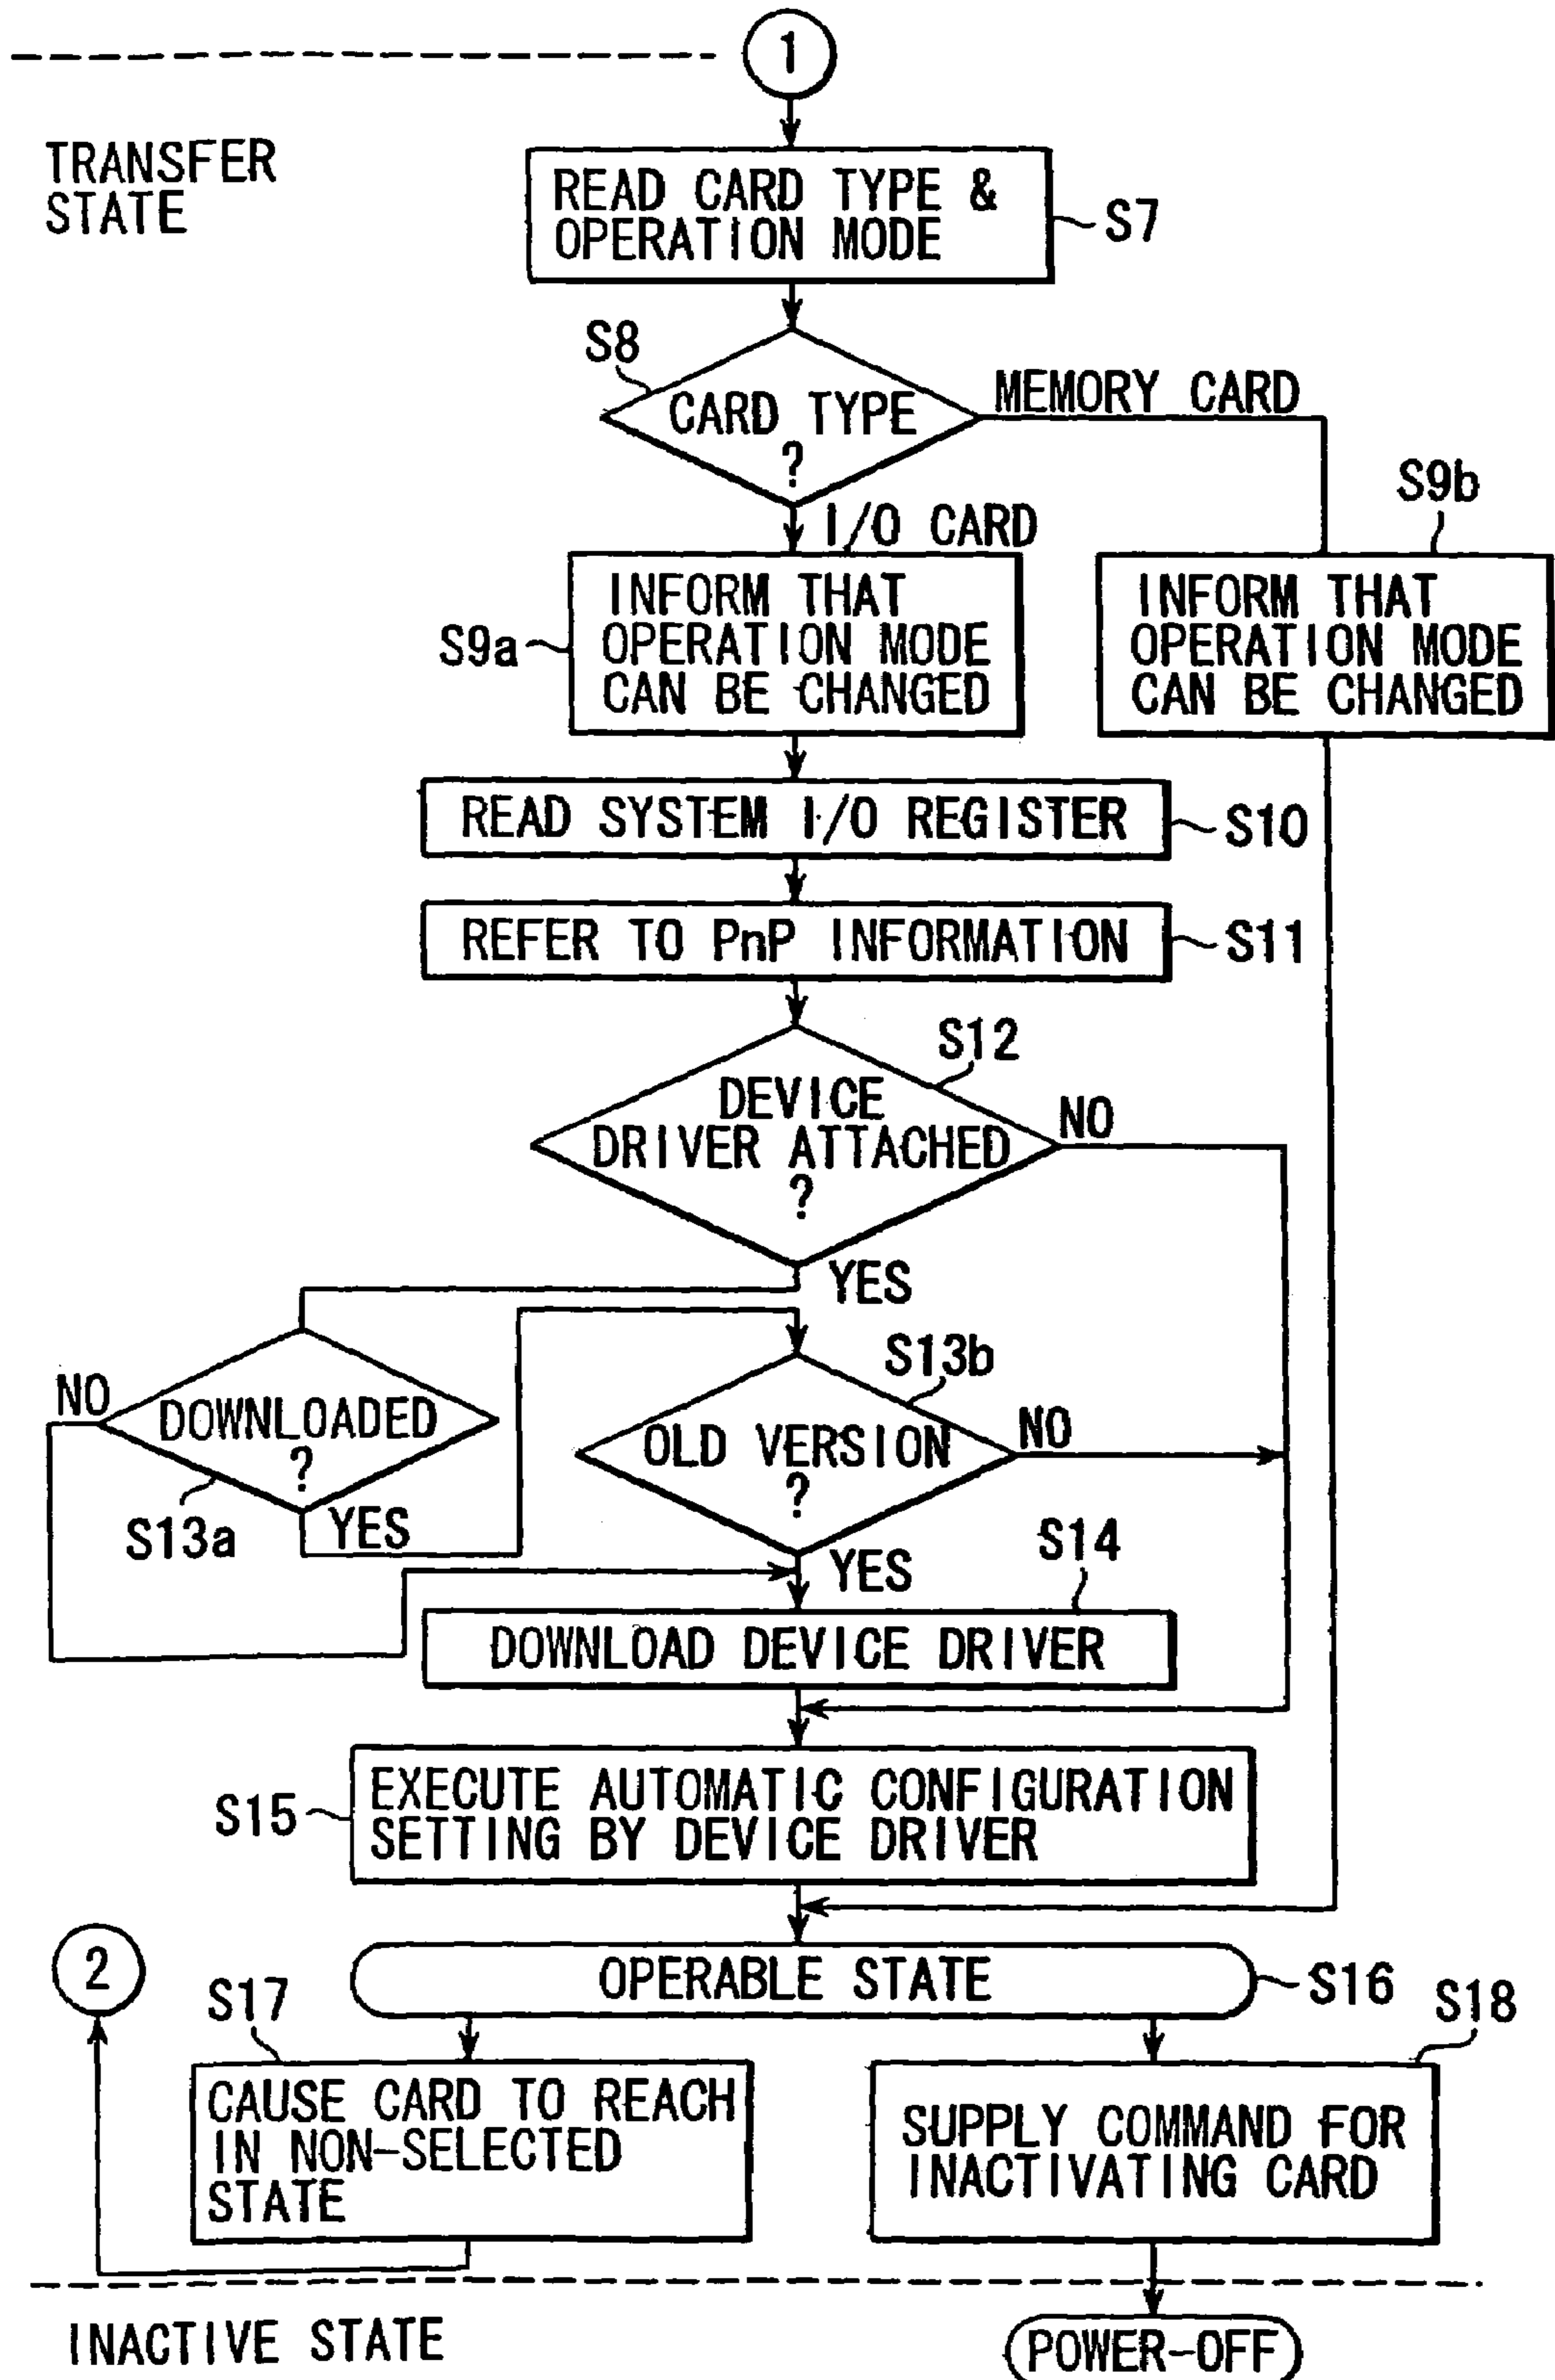 1
TRANSFER
STATE
READ CARD TYPE &
OPERATION MODE
S7
S8
CARD TYPE
?
MEMORY CARD
I/O CARD
S9b
S9a
INFORM THAT
OPERATION MODE
CAN BE CHANGED
INFORM THAT
OPERATION MODE
CAN BE CHANGED
READ SYSTEM I/O REGISTER
S10
REFER TO PnP INFORMATION
S11
S12
DEVICE
DRIVER ATTACHED
?
NO
YES
S13b
NO
DOWNLOADED
?
OLD VERSION
?
NO
S13a
YES
YES
S14
DOWNLOAD DEVICE DRIVER
S15
EXECUTE AUTOMATIC CONFIGURATION
SETTING BY DEVICE DRIVER
2
OPERABLE STATE
S16
S17
S18
CAUSE CARD TO REACH
IN NON-SELECTED
STATE
SUPPLY COMMAND FOR
INACTIVATING CARD
INACTIVE STATE
POWER-OFF